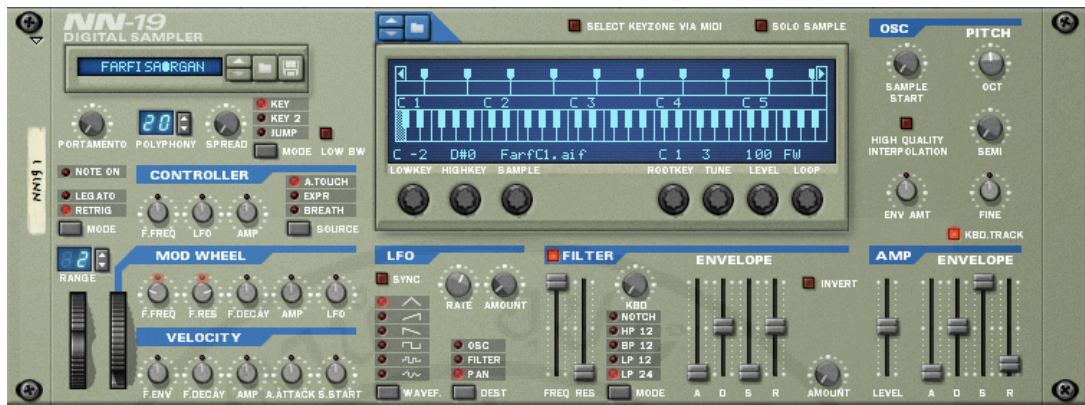 NN-19
DIGITAL SAMPLER
FARFISAORGAN
PORTAMENTO
POLYPHONY
20
SPREAD
KEY
KEY 2
JUMP
MODE
LOW BW
SELECT KEYZONE VIA MIDI
SOLO SAMPLE
C 1 C 2 C 3 C 4 C 5
C -2 D#0 FarfC1.aif C 1 3 100 FW
LOWKEY HIGHKEY SAMPLE ROOTKEY TUNE LEVEL LOOP
OSC PITCH
SAMPLE START
OCT
HIGH QUALITY
INTERPOLATION
SEMI
ENV AMT
FINE
KBD.TRACK
NN19 1
NOTE ON
LEGATO
RETRIG
MODE
CONTROLLER
F.FREQ LFO AMP
A.TOUCH
EXPR
BREATH
SOURCE
2
RANGE
MOD WHEEL
F.FREQ F.RES F.DECAY AMP LFO
VELOCITY
F.ENV F.DECAY AMP A.ATTACK S.START
LFO
SYNC
RATE AMOUNT
OSC
FILTER
PAN
WAVEF. DEST
FILTER
KBD
NOTCH
HP 12
BP 12
LP 12
LP 24
FREQ RES MODE
ENVELOPE
INVERT
A D S R AMOUNT
AMP ENVELOPE
LEVEL A D S R